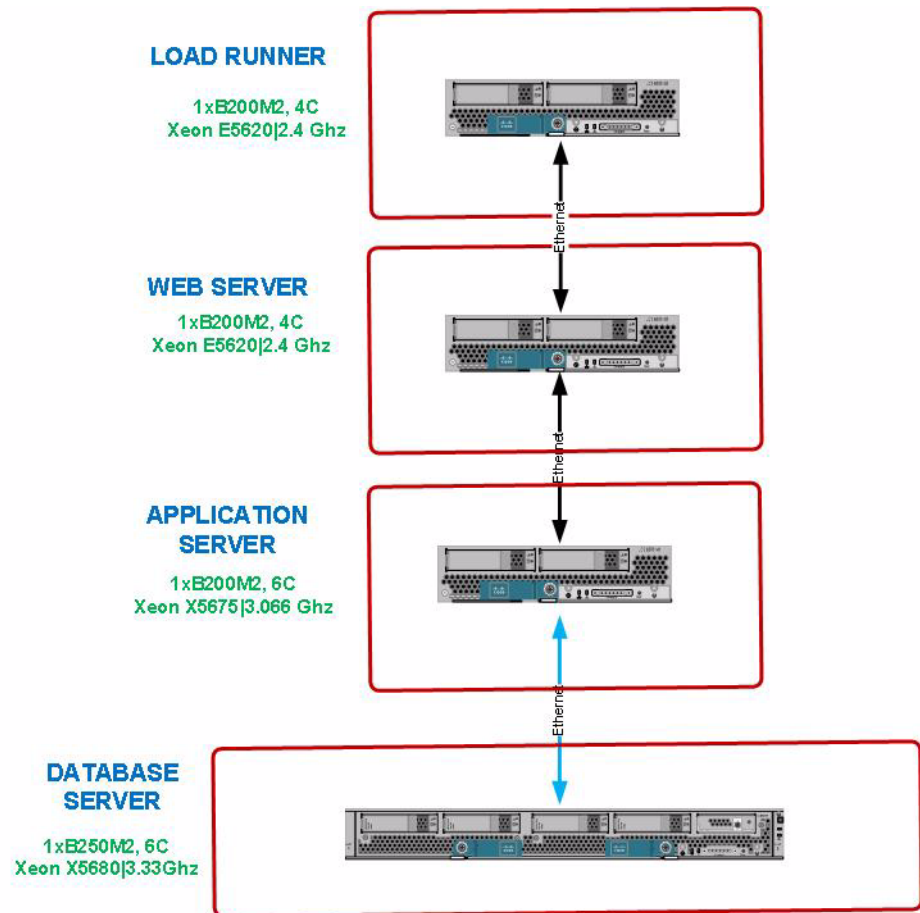 LOAD RUNNER
1xB200M2, 4C
Xeon E5620|2.4 Ghz
Ethernet
WEB SERVER
1xB200M2, 4C
Xeon E5620|2.4 Ghz
Ethernet
APPLICATION
SERVER
1xB200M2, 6C
Xeon X5675|3.066 Ghz
Ethernet
DATABASE
SERVER
1xB250M2, 6C
Xeon X5680|3.33Ghz